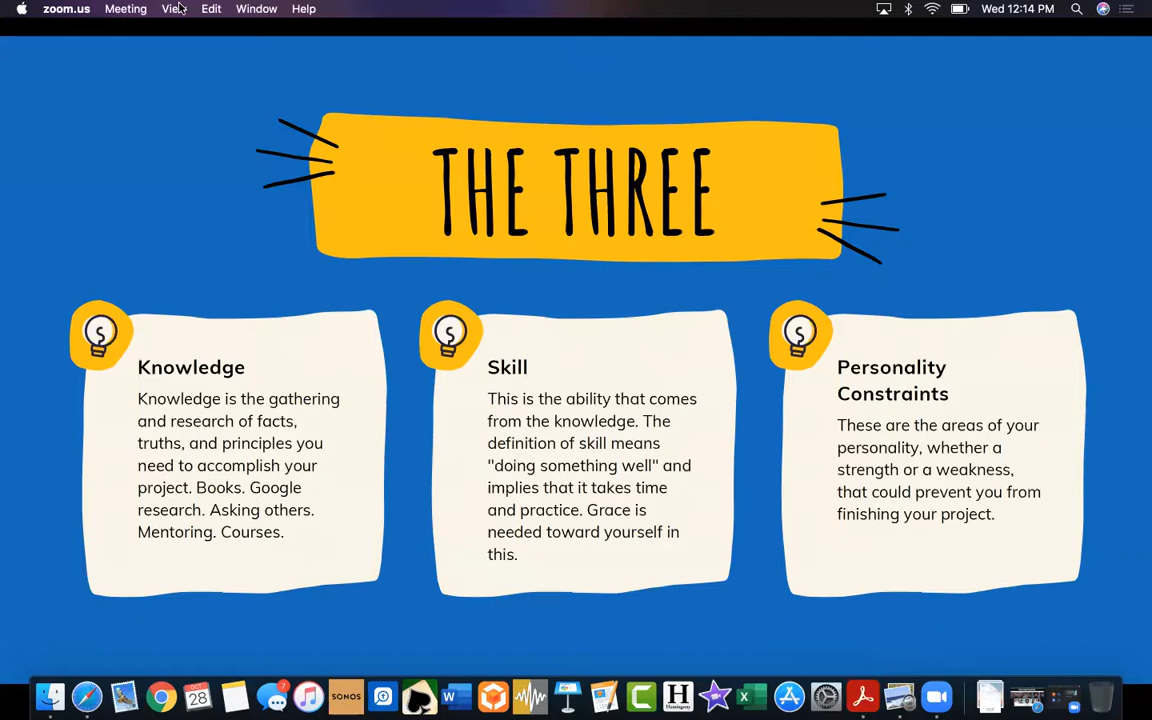 zoom.us Meeting View Edit Window Help Wed 12:14 PM
THE THREE
Knowledge
Knowledge is the gathering
and research of facts,
truths, and principles you
need to accomplish your
project. Books. Google
research. Asking others.
Mentoring. Courses.
Skill
This is the ability that comes
from the knowledge. The
definition of skill means
"doing something well" and
implies that it takes time
and practice. Grace is
needed toward yourself in
this.
Personality
Constraints
These are the areas of your
personality, whether a
strength or a weakness,
that could prevent you from
finishing your project.
7
OCT
28
SONOS
W
C
H
X